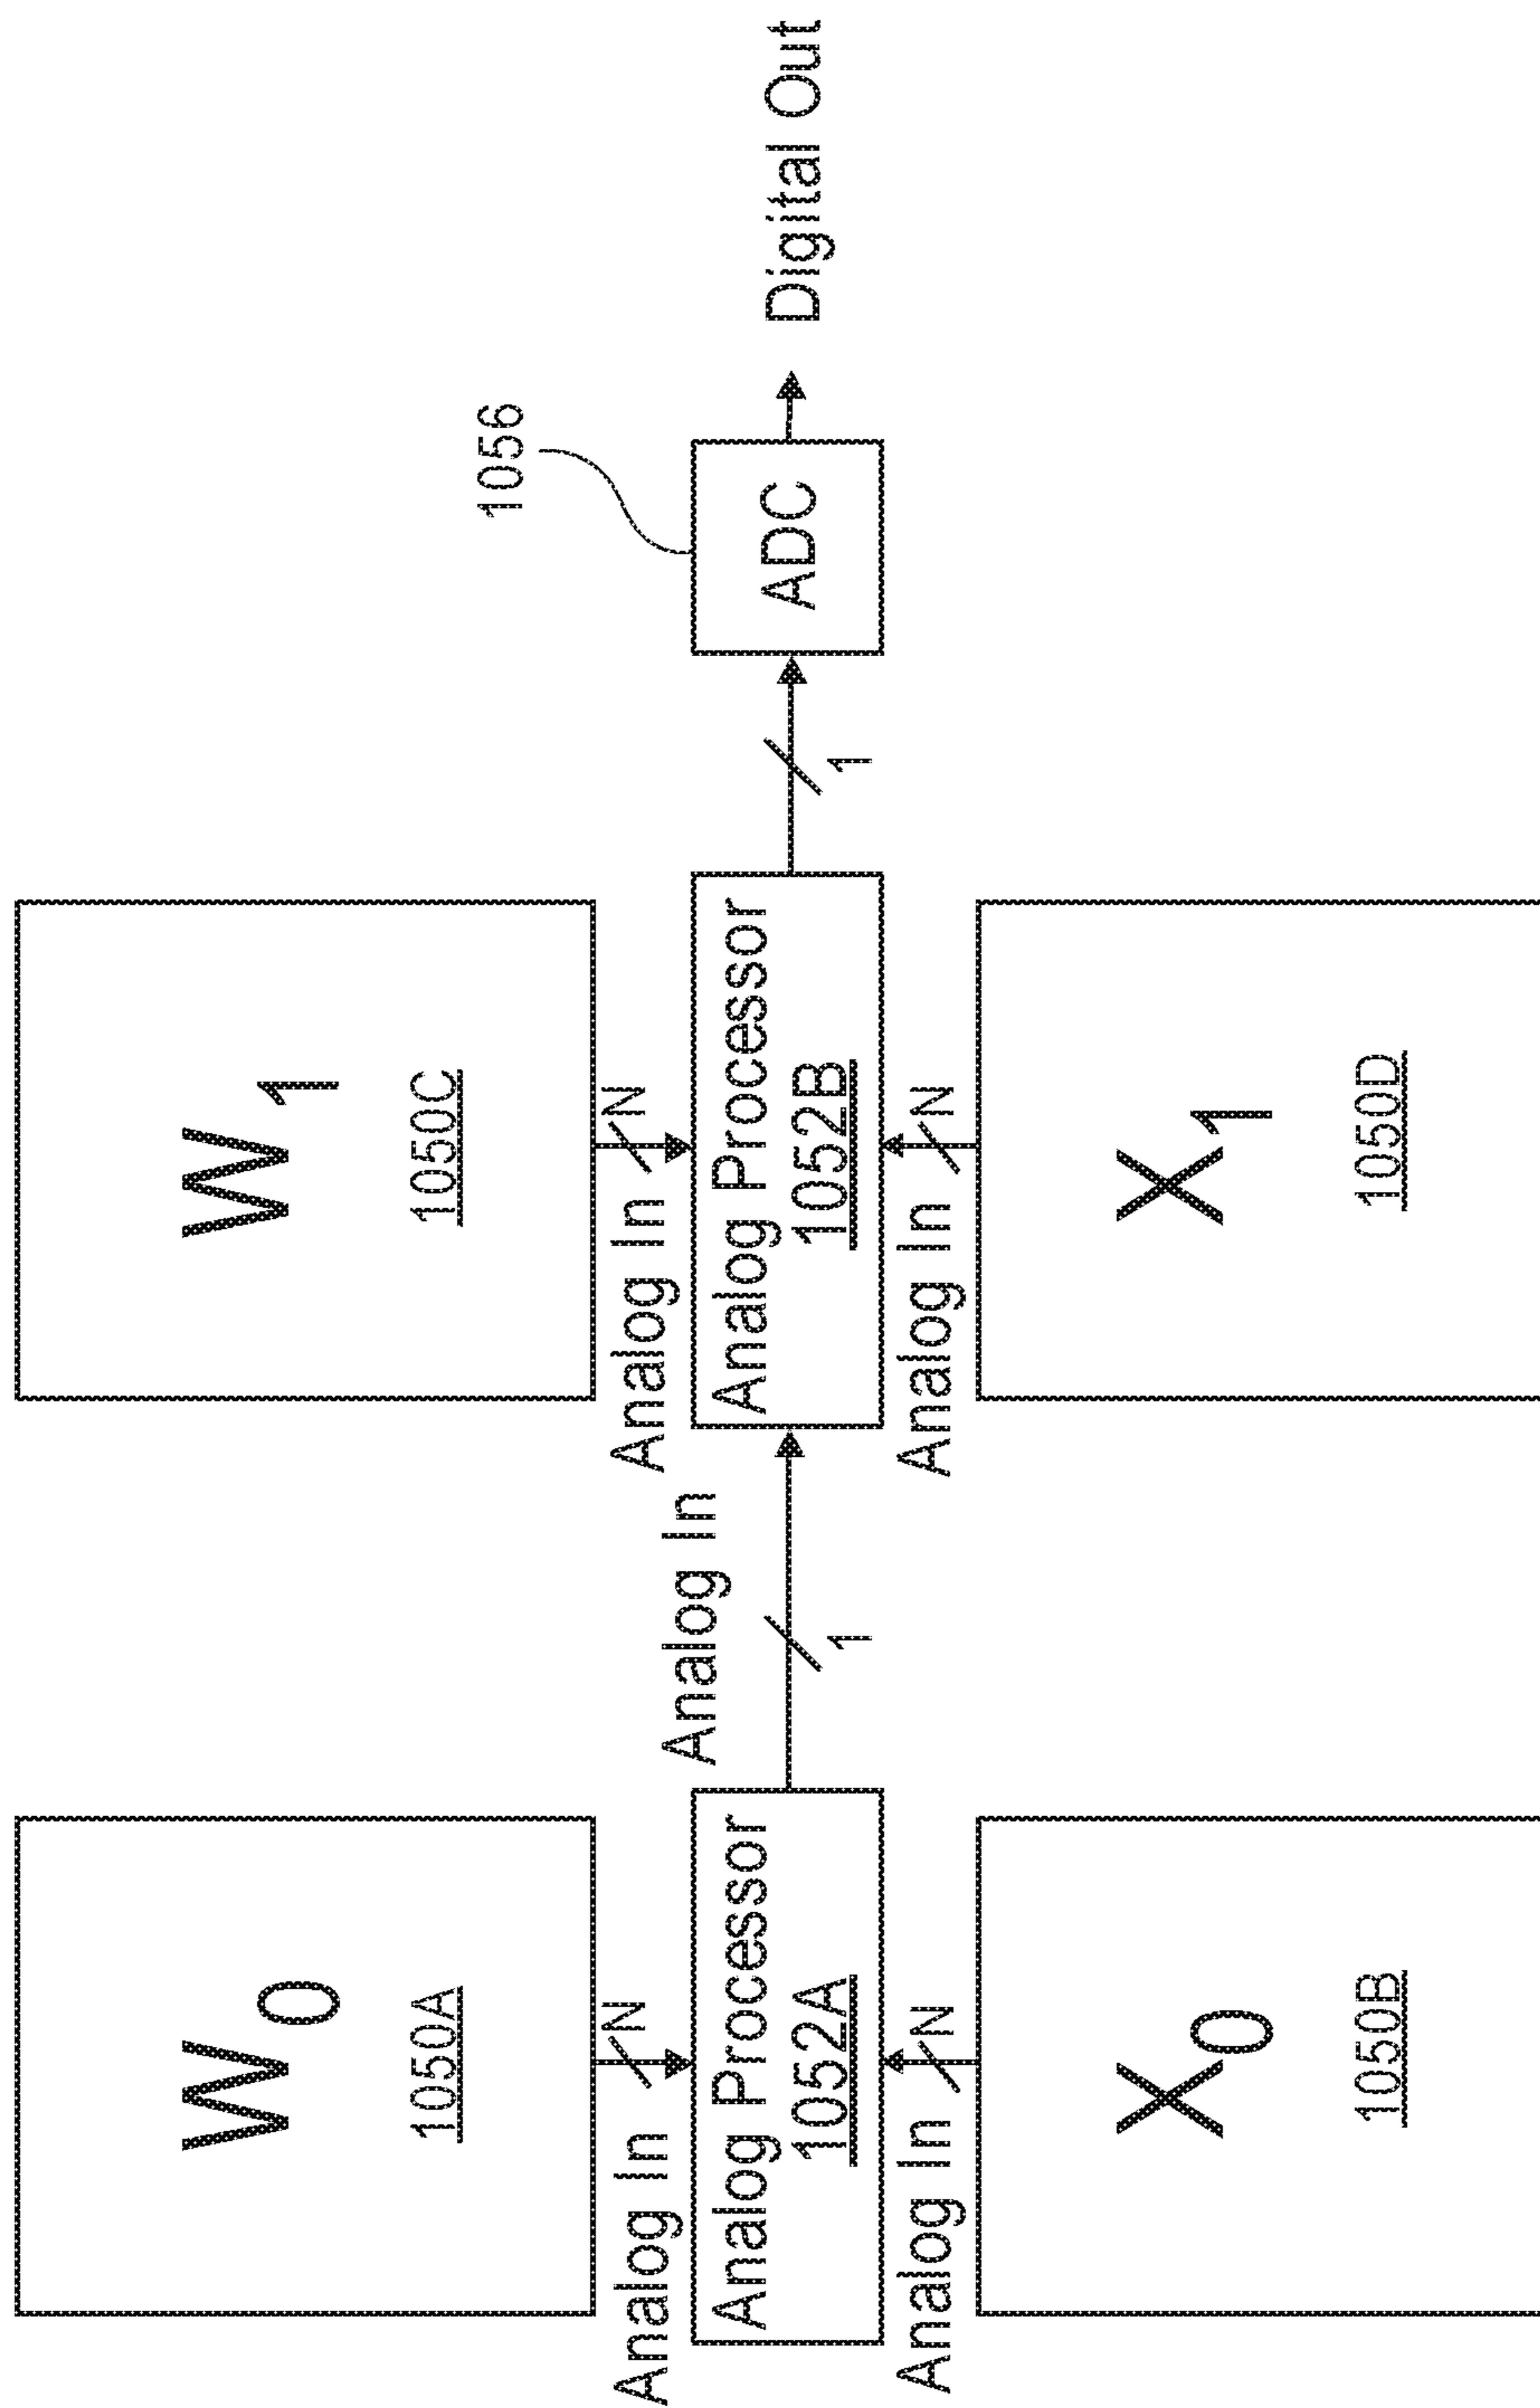 W0
1050A
Analog In
N
Analog Processor
1052A
Analog In
N
X0
1050B
Analog In
1
W1
1050C
Analog In
N
Analog Processor
1052B
Analog In
N
X1
1050D
1
1056
ADC
Digital Out